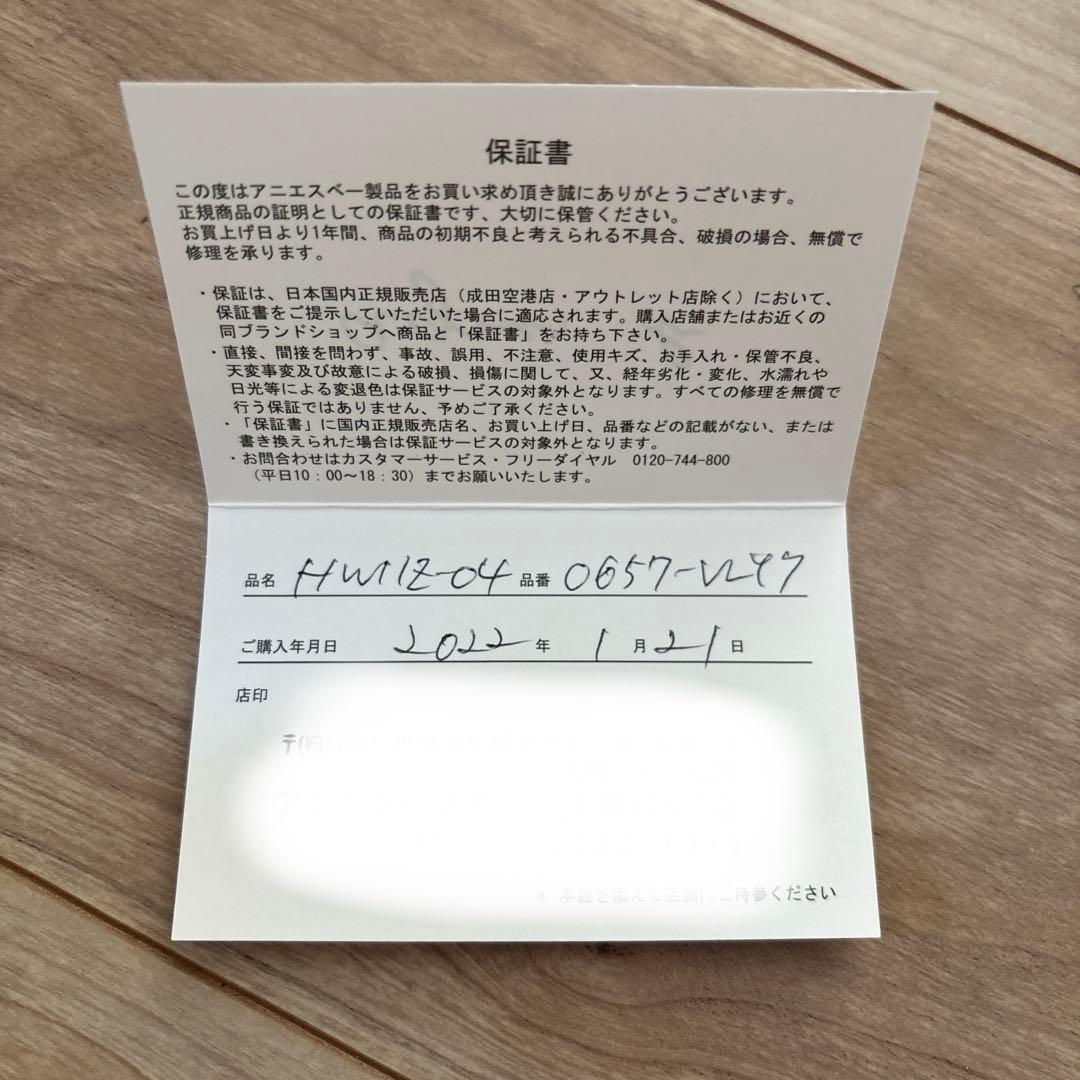 保証書
この度はアニエスベー製品をお買い求め頂き誠にありがとうございます。
正規商品の証明としての保証書です、大切に保管ください。
お買上げ日より1年間、商品の初期不良と考えられる不具合、破損の場合、無償で
修理を承ります。
・保証は、日本国内正規販売店（成田空港店・アウトレット店除く）において、
保証書をご提示していただいた場合に適応されます。購入店舗またはお近くの
同ブランドショップへ商品と「保証書」をお持ち下さい。
・直接、間接を問わず、事故、誤用、不注意、使用キズ、お手入れ・保管不良、
天変事変及び故意による破損、損傷に関して、又、経年劣化・変化、水濡れや
日光等による変退色は保証サービスの対象外となります。すべての修理を無償で
行う保証ではありません、予めご了承ください。
・「保証書」に国内正規販売店名、お買い上げ日、品番などの記載がない、または
書き換えられた場合は保証サービスの対象外となります。
・お問合わせはカスタマーサービス・フリーダイヤル 0120-744-800
（平日10：00〜18：30）までお願いいたします。
品名 品番
ご購入年月日 2022 年 1 月 21 日
店印
〒060
* 本証を添えて店舗にご持参ください